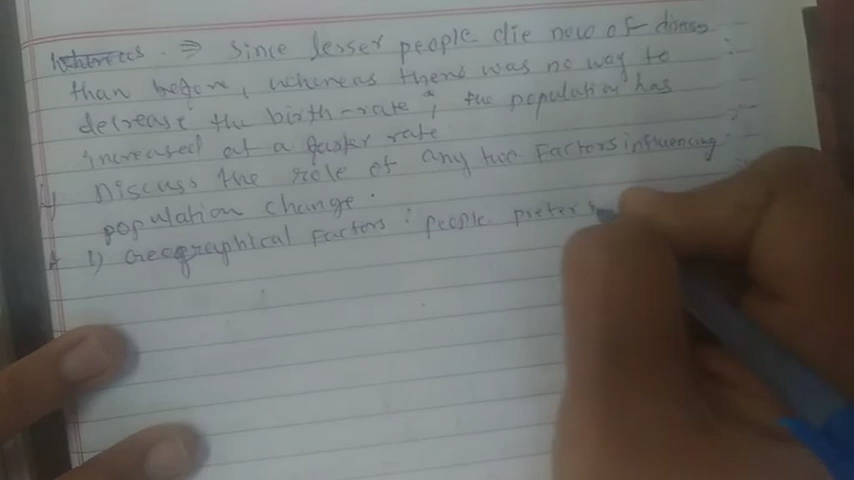 whereas. ⇒ since lesser people die now of diseas
than before, whereas there was no way to
decrease the birth-rate; the population has
increased at a faster rate
Discuss the role of any two Factors influencing
population change.
A 1) Geographical Factors: people prefer